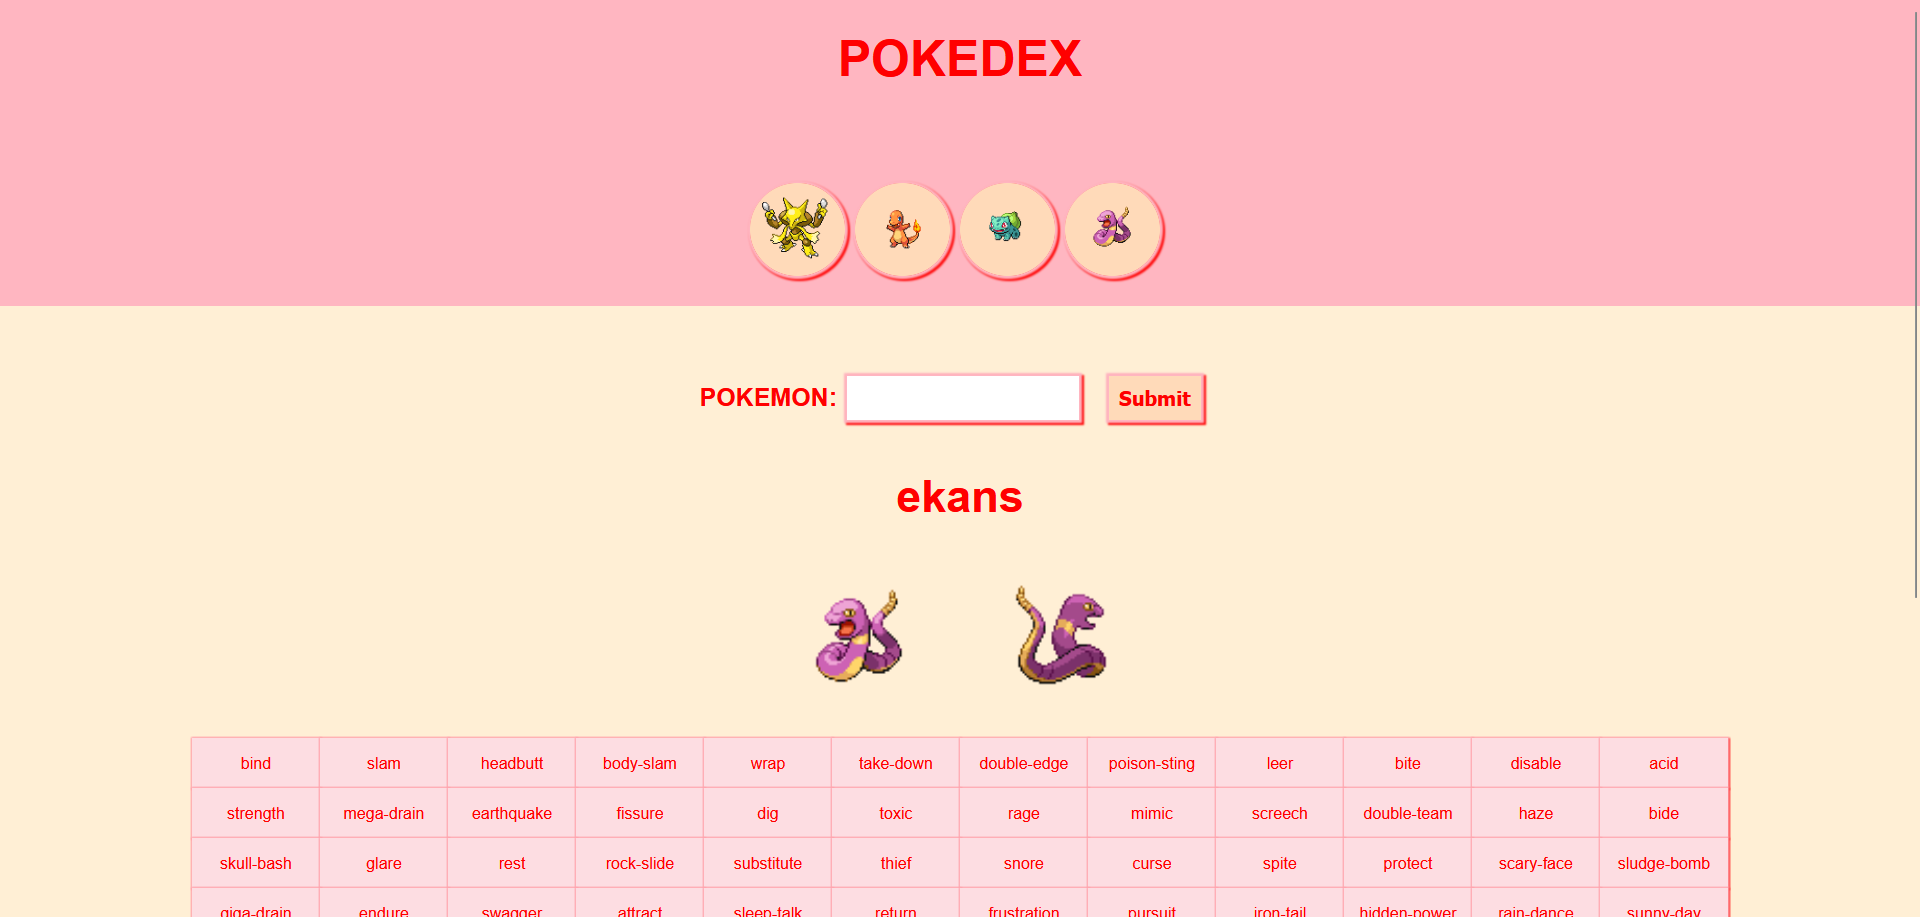 POKEDEX
POKEMON: Submit
ekans
bind slam headbutt body-slam wrap take-down double-edge poison-sting leer bite disable acid
strength mega-drain earthquake fissure dig toxic rage mimic screech double-team haze bide
skull-bash glare rest rock-slide substitute thief snore curse spite protect scary-face sludge-bomb
giga-drain endure swagger attract sleep-talk return frustration pursuit iron-tail hidden-power rain-dance sunny-day